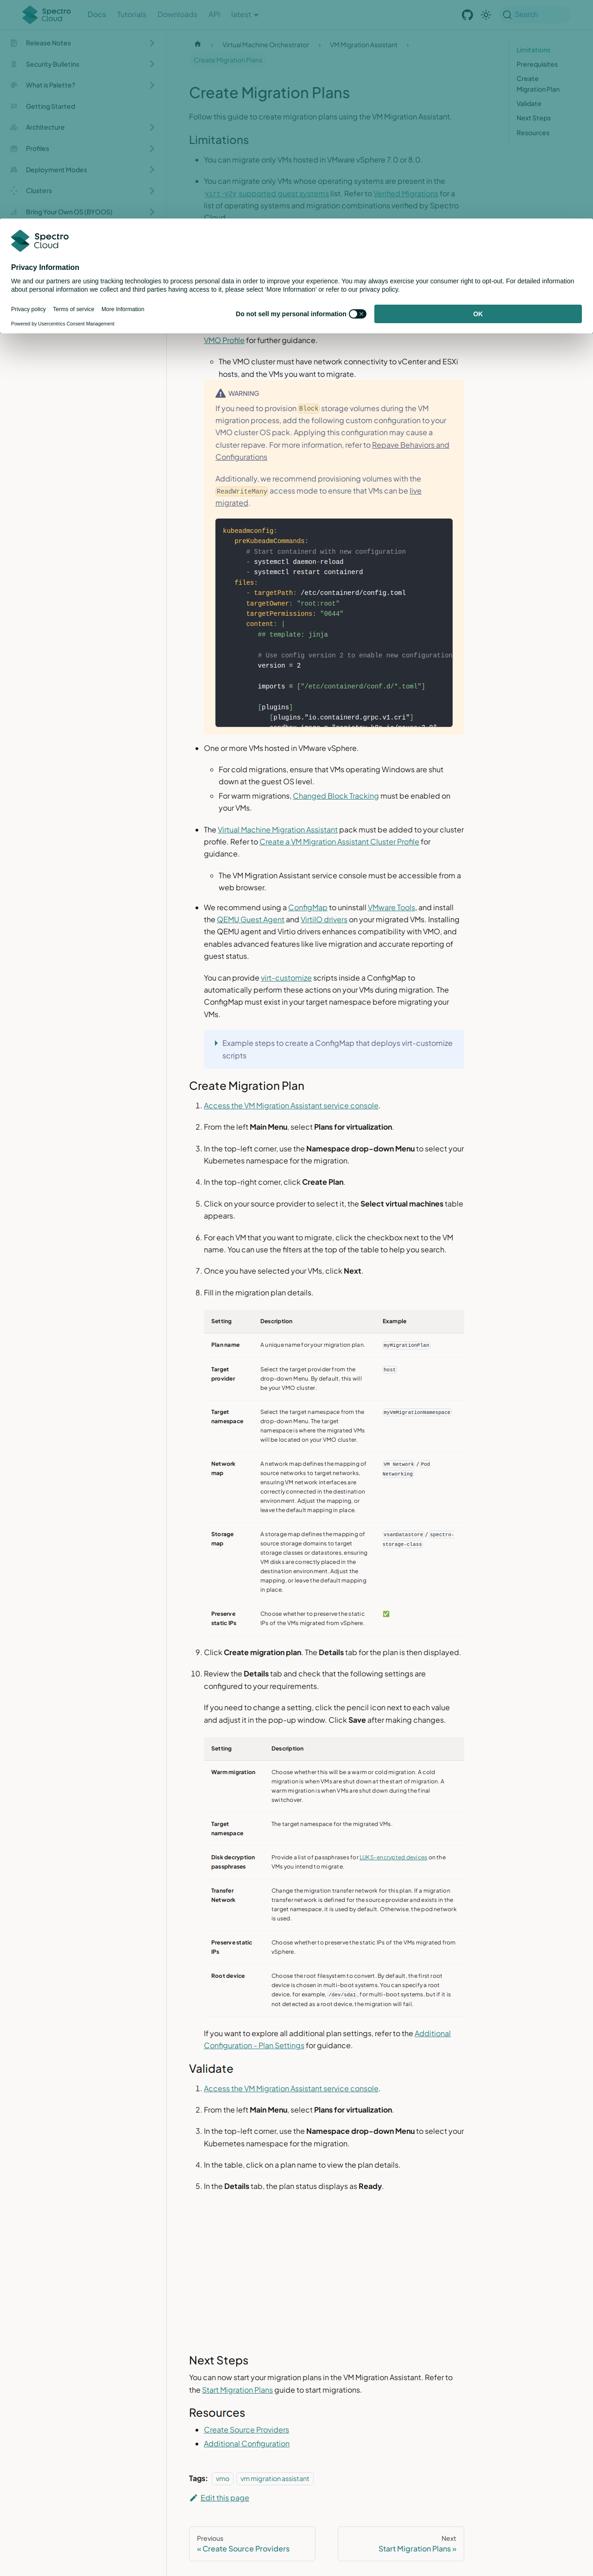 Spectro Cloud
Docs
Tutorials
Downloads
API
latest
Search
Release Notes
Security Bulletins
What is Palette?
Getting Started
Architecture
Profiles
Deployment Modes
Clusters
Bring Your Own OS (BYOOS)
Virtual Machine Orchestrator
VM Migration Assistant
Create Migration Plans
Limitations
Prerequisites
Create
Migration Plan
Validate
Next Steps
Resources
Create Migration Plans
Follow this guide to create migration plans using the VM Migration Assistant.
Limitations
You can migrate only VMs hosted in VMware vSphere 7.0 or 8.0.
You can migrate only VMs whose operating systems are present in the
virt-v2v supported guest systems list. Refer to Verified Migrations for a
list of operating systems and migration combinations verified by Spectro
Cloud.
Spectro Cloud
Privacy Information
We and our partners are using tracking technologies to process personal data in order to improve your experience. You may always exercise your consumer right to opt-out. For detailed information
about personal information we collect and third parties having access to it, please select 'More Information' or refer to our privacy policy.
Privacy policy
Terms of service
More Information
Powered by Usercentrics Consent Management
Do not sell my personal information
OK
VMO Profile for further guidance.
The VMO cluster must have network connectivity to vCenter and ESXi
hosts, and the VMs you want to migrate.
WARNING
If you need to provision Block storage volumes during the VM
migration process, add the following custom configuration to your
VMO cluster OS pack. Applying this configuration may cause a
cluster repave. For more information, refer to Repave Behaviors and
Configurations
Additionally, we recommend provisioning volumes with the
ReadWriteMany access mode to ensure that VMs can be live
migrated.
kubeadmconfig:
preKubeadmCommands:
# Start containerd with new configuration
- systemctl daemon-reload
- systemctl restart containerd
files:
- targetPath: /etc/containerd/config.toml
targetOwner: "root:root"
targetPermissions: "0644"
content: |
## template: jinja
# Use config version 2 to enable new configuration
version = 2
imports = ["/etc/containerd/conf.d/*.toml"]
[plugins]
[plugins."io.containerd.grpc.v1.cri"]
One or more VMs hosted in VMware vSphere.
For cold migrations, ensure that VMs operating Windows are shut
down at the guest OS level.
For warm migrations, Changed Block Tracking must be enabled on
your VMs.
The Virtual Machine Migration Assistant pack must be added to your cluster
profile. Refer to Create a VM Migration Assistant Cluster Profile for
guidance.
The VM Migration Assistant service console must be accessible from a
web browser.
We recommend using a ConfigMap to uninstall VMware Tools, and install
the QEMU Guest Agent and VirtilO drivers on your migrated VMs. Installing
the QEMU agent and Virtio drivers enhances compatibility with VMO, and
enables advanced features like live migration and accurate reporting of
guest status.
You can provide virt-customize scripts inside a ConfigMap to
automatically perform these actions on your VMs during migration. The
ConfigMap must exist in your target namespace before migrating your
VMs.
Example steps to create a ConfigMap that deploys virt-customize
scripts
Create Migration Plan
1. Access the VM Migration Assistant service console.
2. From the left Main Menu, select Plans for virtualization.
3. In the top-left corner, use the Namespace drop-down Menu to select your
Kubernetes namespace for the migration.
4. In the top-right corner, click Create Plan.
5. Click on your source provider to select it, the Select virtual machines table
appears.
6. For each VM that you want to migrate, click the checkbox next to the VM
name. You can use the filters at the top of the table to help you search.
7. Once you have selected your VMs, click Next.
8. Fill in the migration plan details.
Setting Description Example
Plan name A unique name for your migration plan. myMigrationPlan
Target provider Select the target provider from the drop-down Menu. By default, this will be your VMO cluster. host
Target namespace Select the target namespace from the drop-down Menu. The target namespace is where the migrated VMs will be located on your VMO cluster. myVmMigrationNamespace
Network map A network map defines the mapping of source networks to target networks, ensuring VM network interfaces are correctly connected in the destination environment. Adjust the mapping, or leave the default mapping in place. VM Network / Pod Networking
Storage map A storage map defines the mapping of source storage domains to target storage classes or datastores, ensuring VM disks are correctly placed in the destination environment. Adjust the mapping, or leave the default mapping in place. vsanDatastore / spectro-storage-class
Preserve static IPs Choose whether to preserve the static IPs of the VMs migrated from vSphere. ✅
9. Click Create migration plan. The Details tab for the plan is then displayed.
10. Review the Details tab and check that the following settings are
configured to your requirements.
If you need to change a setting, click the pencil icon next to each value
and adjust it in the pop-up window. Click Save after making changes.
Setting Description
Warm migration Choose whether this will be a warm or cold migration. A cold migration is when VMs are shut down at the start of migration. A warm migration is when VMs are shut down during the final switchover.
Target namespace The target namespace for the migrated VMs.
Disk decryption passphrases Provide a list of passphrases for LUKS-encrypted devices on the VMs you intend to migrate.
Transfer Network Change the migration transfer network for this plan. If a migration transfer network is defined for the source provider and exists in the target namespace, it is used by default. Otherwise, the pod network is used.
Preserve static IPs Choose whether to preserve the static IPs of the VMs migrated from vSphere.
Root device Choose the root filesystem to convert. By default, the first root device is chosen in multi-boot systems. You can specify a root device, for example, /dev/sda2, for multi-boot systems, but if it is not detected as a root device, the migration will fail.
If you want to explore all additional plan settings, refer to the Additional
Configuration - Plan Settings for guidance.
Validate
1. Access the VM Migration Assistant service console.
2. From the left Main Menu, select Plans for virtualization.
3. In the top-left corner, use the Namespace drop-down Menu to select your
Kubernetes namespace for the migration.
4. In the table, click on a plan name to view the plan details.
5. In the Details tab, the plan status displays as Ready.
Next Steps
You can now start your migration plans in the VM Migration Assistant. Refer to
the Start Migration Plans guide to start migrations.
Resources
Create Source Providers
Additional Configuration
Tags: vmo vm migration assistant
Edit this page
Previous
« Create Source Providers
Next
Start Migration Plans »